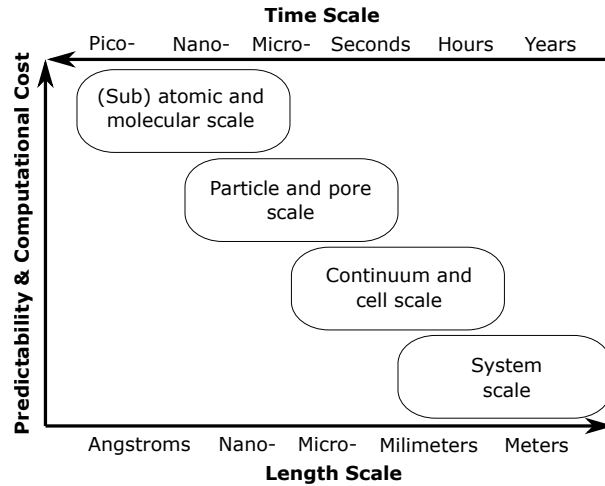 Time Scale
Pico- Nano- Micro- Seconds Hours Years
Predictability & Computational Cost
(Sub) atomic and
molecular scale
Particle and pore
scale
Continuum and
cell scale
System
scale
Angstroms Nano- Micro- Milimeters Meters
Length Scale